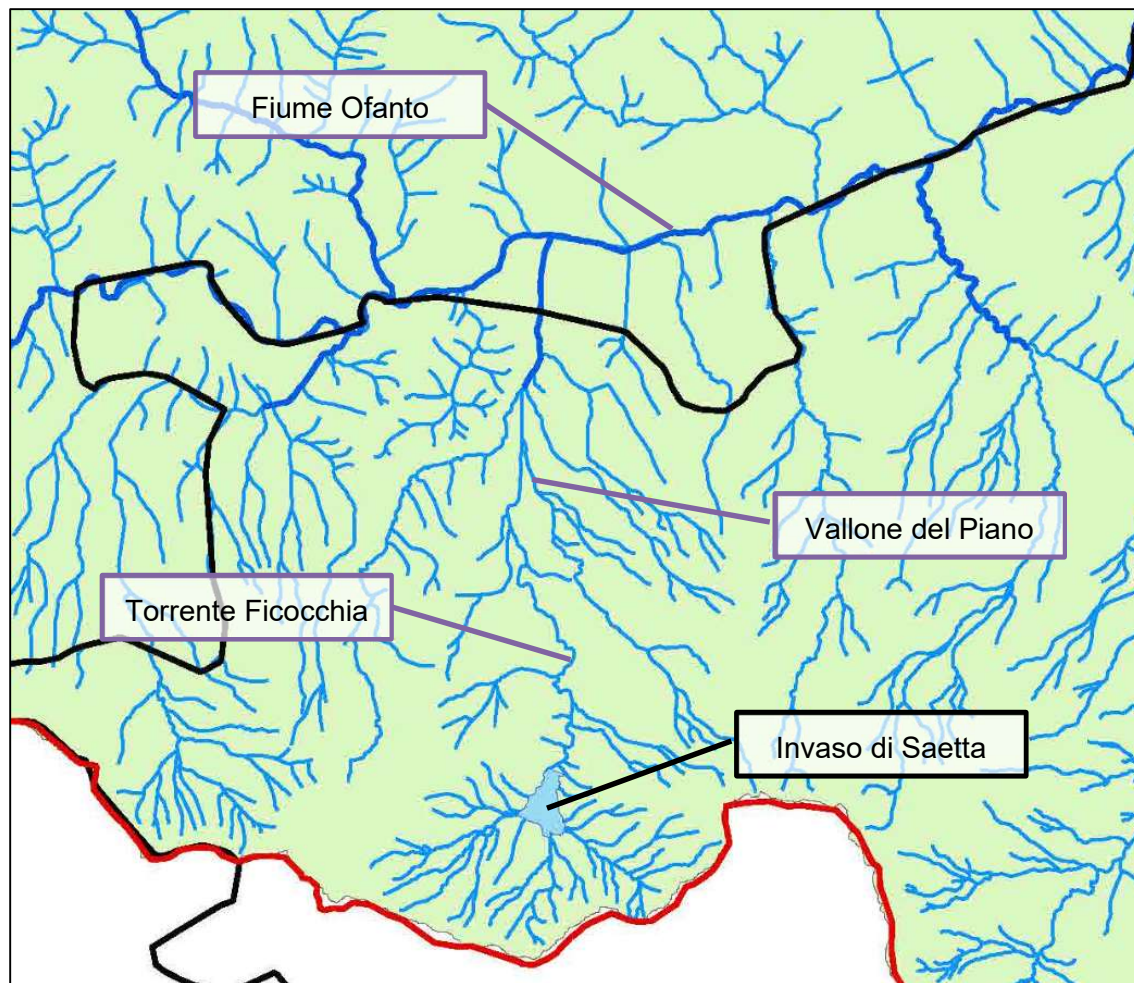 Fiume Ofanto
Vallone del Piano
Torrente Ficocchia
Invaso di Saetta